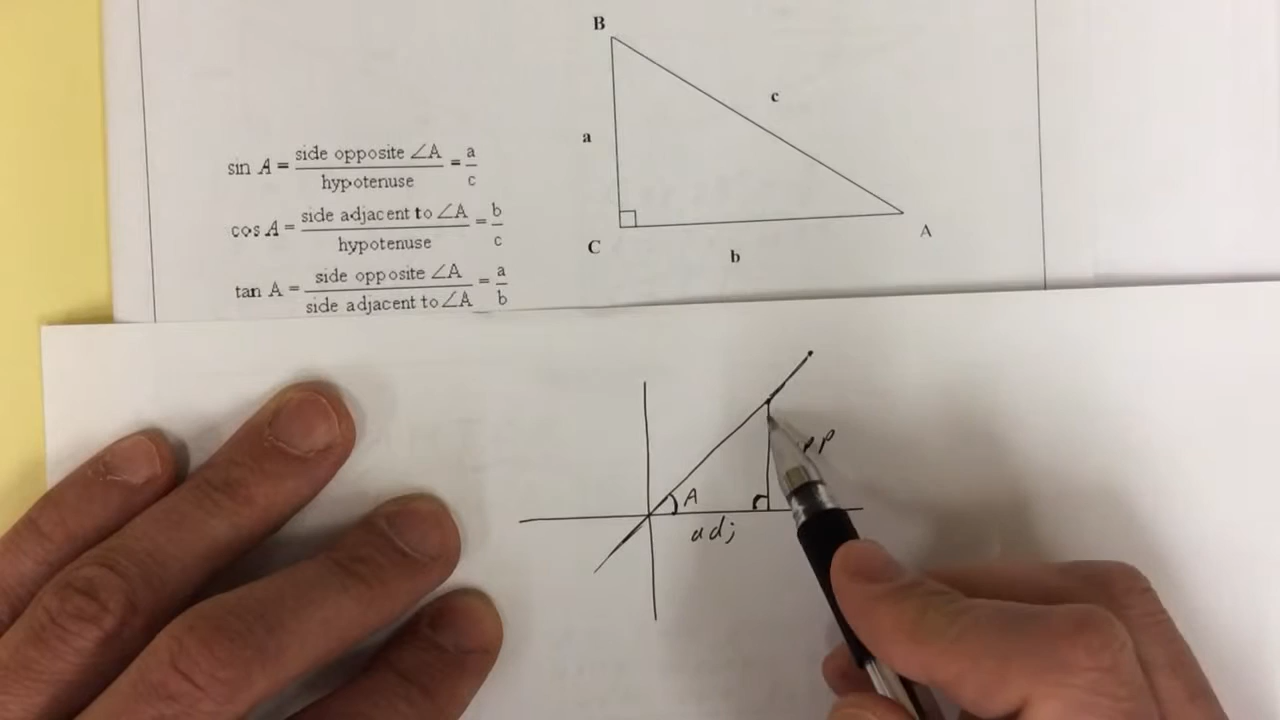 B
c
a
sin A = side opposite ∠A / hypotenuse = a / c
cos A = side adjacent to ∠A / hypotenuse = b / c
tan A = side opposite ∠A / side adjacent to ∠A = a / b
C
A
b
A
adj